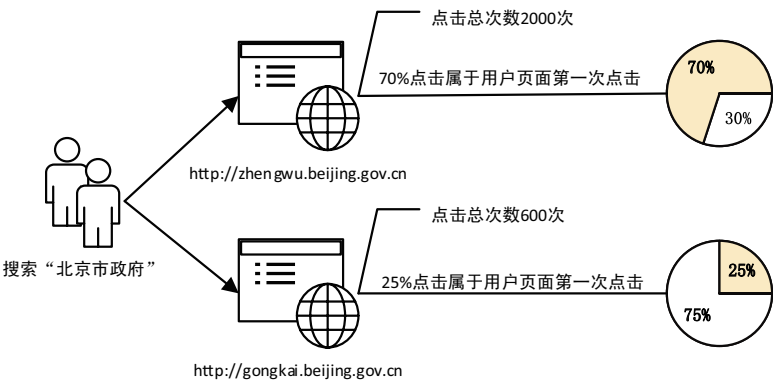 点击总次数2000次
70%点击属于用户页面第一次点击
70%
30%
http://zhengwu.beijing.gov.cn
搜索“北京市政府”
点击总次数600次
25%点击属于用户页面第一次点击
25%
75%
http://gongkai.beijing.gov.cn